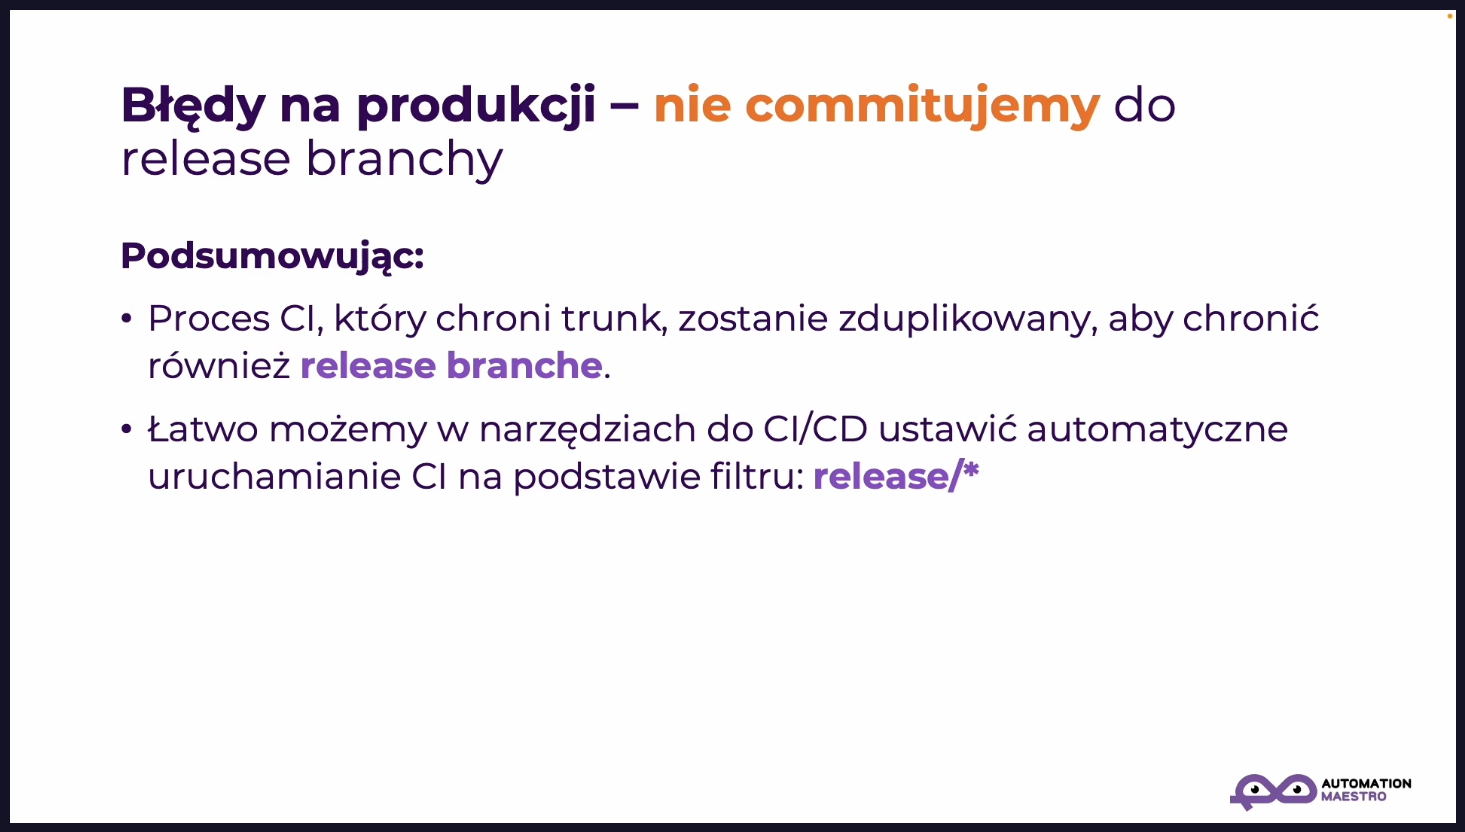 Błędy na produkcji – nie commitujemy do
release branchy
Podsumowując:
• Proces CI, który chroni trunk, zostanie zduplikowany, aby chronić
również release branche.
• Łatwo możemy w narzędziach do CI/CD ustawić automatyczne
uruchamianie CI na podstawie filtru: release/*
AUTOMATION
MAESTRO